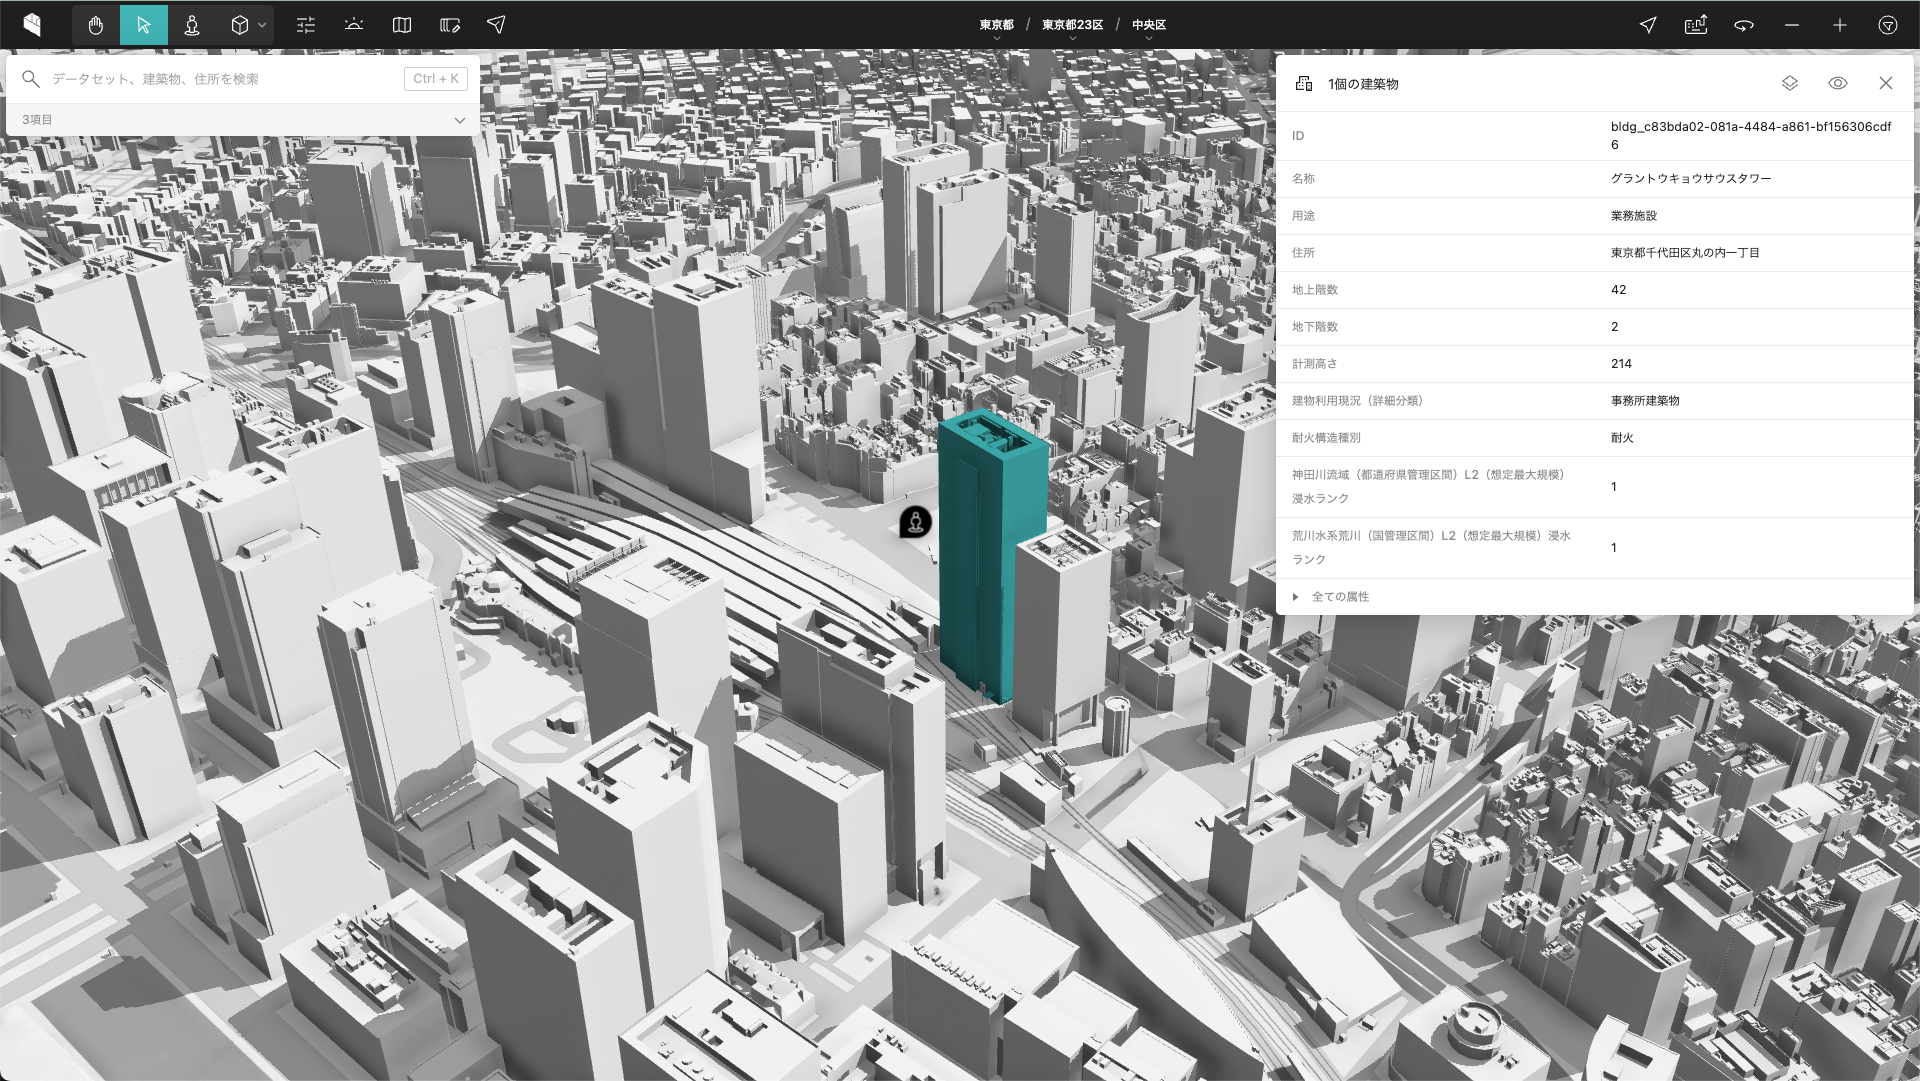 東京都 / 東京都23区 / 中央区
データセット、建築物、住所を検索
Ctrl + K
3項目
1個の建築物
ID
bldg_c83bda02-081a-4484-a861-bf156306cdf
6
名称
グラントウキョウサウスタワー
用途
業務施設
住所
東京都千代田区丸の内一丁目
地上階数
42
地下階数
2
計測高さ
214
建物利用現況（詳細分類）
事務所建築物
耐火構造種別
耐火
神田川流域（都道府県管理区間）L2（想定最大規模）
浸水ランク
1
荒川水系荒川（国管理区間）L2（想定最大規模）浸水
ランク
1
全ての属性